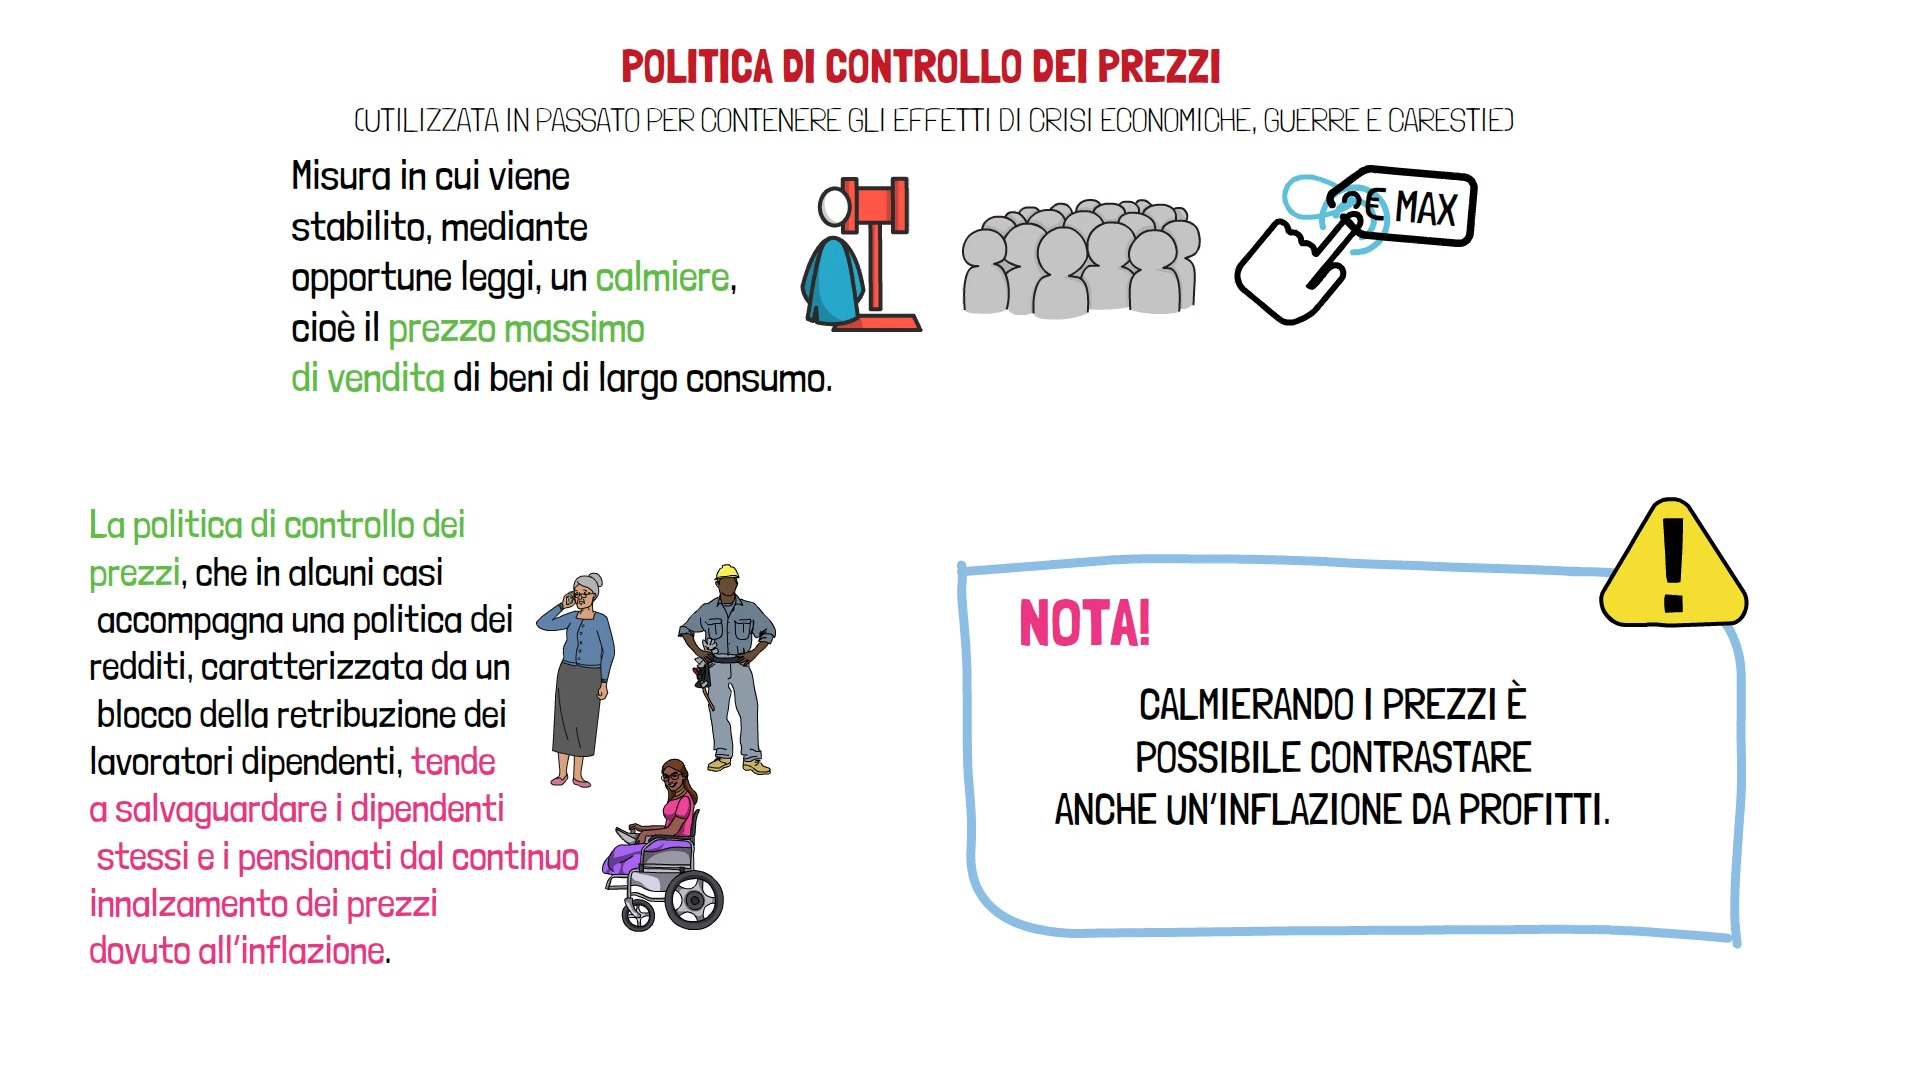 POLITICA DI CONTROLLO DEI PREZZI
(UTILIZZATA IN PASSATO PER CONTENERE GLI EFFETTI DI CRISI ECONOMICHE, GUERRE E CARESTIE)
Misura in cui viene
stabilito, mediante
opportune leggi, un calmiere,
cioè il prezzo massimo
di vendita di beni di largo consumo.
€ MAX
La politica di controllo dei
prezzi, che in alcuni casi
accompagna una politica dei
redditi, caratterizzata da un
blocco della retribuzione dei
lavoratori dipendenti, tende
a salvaguardare i dipendenti
stessi e i pensionati dal continuo
innalzamento dei prezzi
dovuto all'inflazione.
NOTA!
CALMIERANDO I PREZZI È
POSSIBILE CONTRASTARE
ANCHE UN'INFLAZIONE DA PROFITTI.